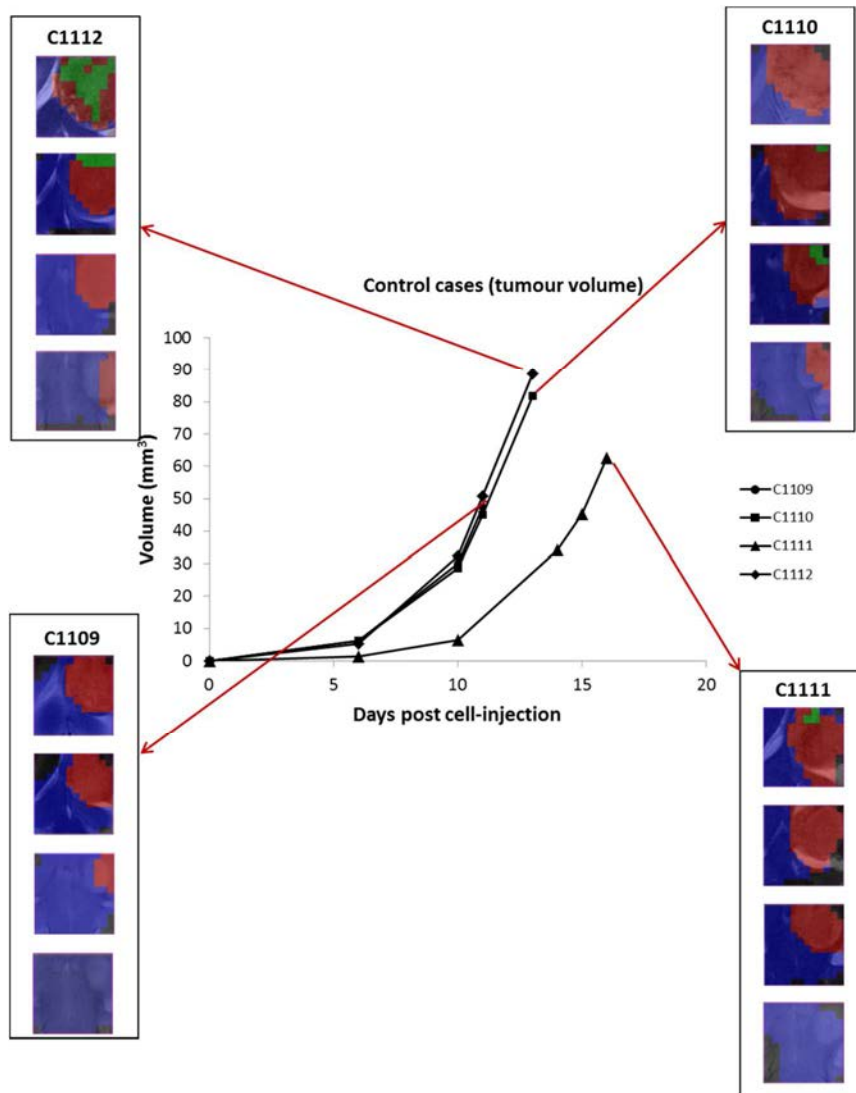 C1112
C1110
Control cases (tumour volume)
100
90
80
70
60
50
40
30
20
10
0
Volume (mm³)
0 5 10 15 20
Days post cell-injection
C1109
C1110
C1111
C1112
C1109
C1111